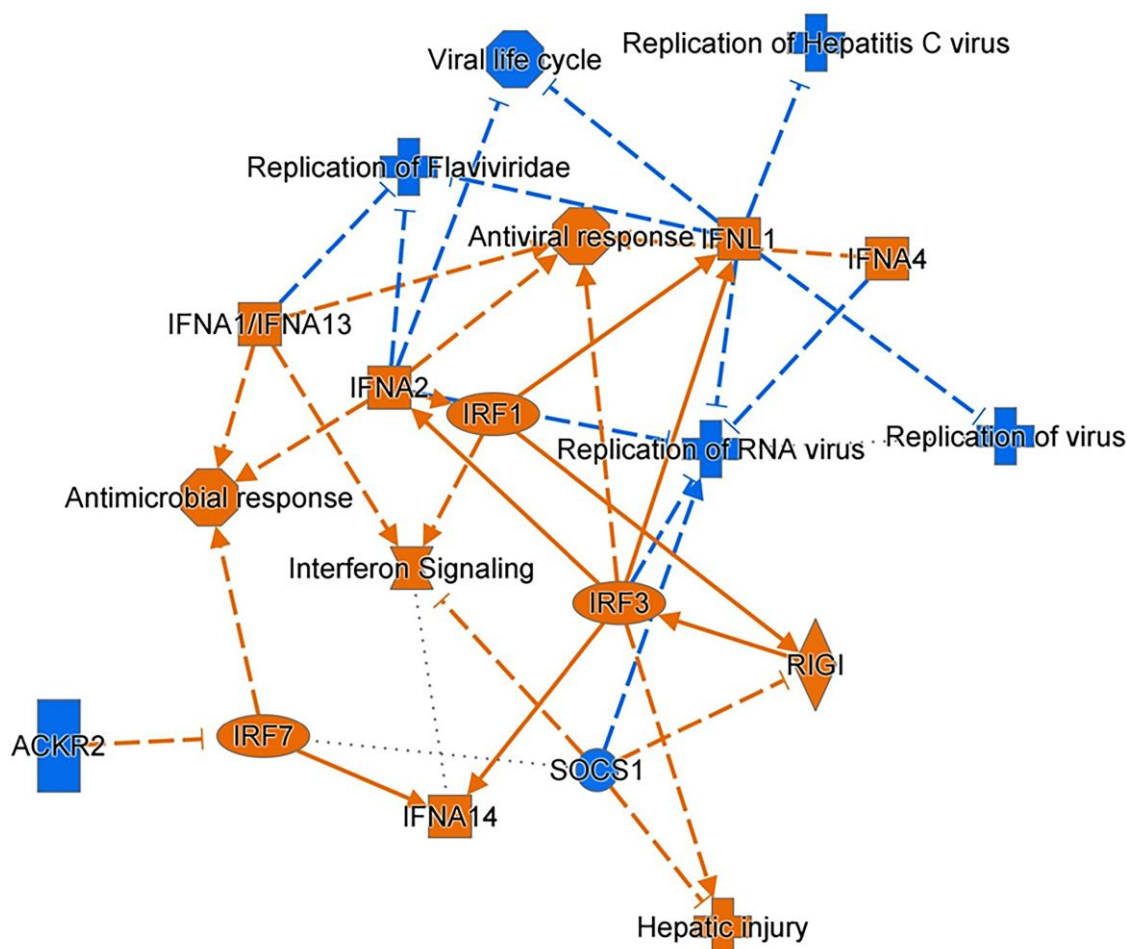 Replication of Hepatitis C virus
Viral life cycle
Replication of Flaviviridae
Antiviral response
IFNL1
IFNA4
IFNA1/IFNA13
IFNA2
IRF1
Replication of RNA virus
Replication of virus
Antimicrobial response
Interferon Signaling
IRF3
RIGI
ACKR2
IRF7
SOCS1
IFNA14
Hepatic injury